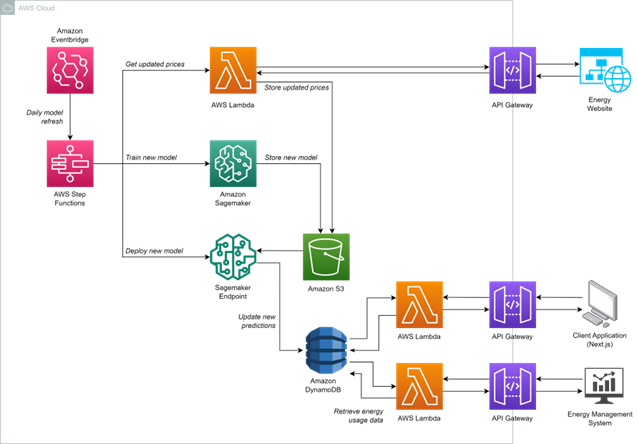 AWS Cloud
Amazon
Eventbridge
Get updated prices
Store updated prices
AWS Lambda
API Gateway
Energy
Website
Daily model
refresh
Train new model
Store new model
AWS Step
Functions
Amazon
Sagemaker
Deploy new model
Sagemaker
Endpoint
Amazon S3
Update new
predictions
AWS Lambda
API Gateway
Client Application
(Next.js)
Amazon
DynamoDB
Retrieve energy
usage data
AWS Lambda
API Gateway
Energy Management
System